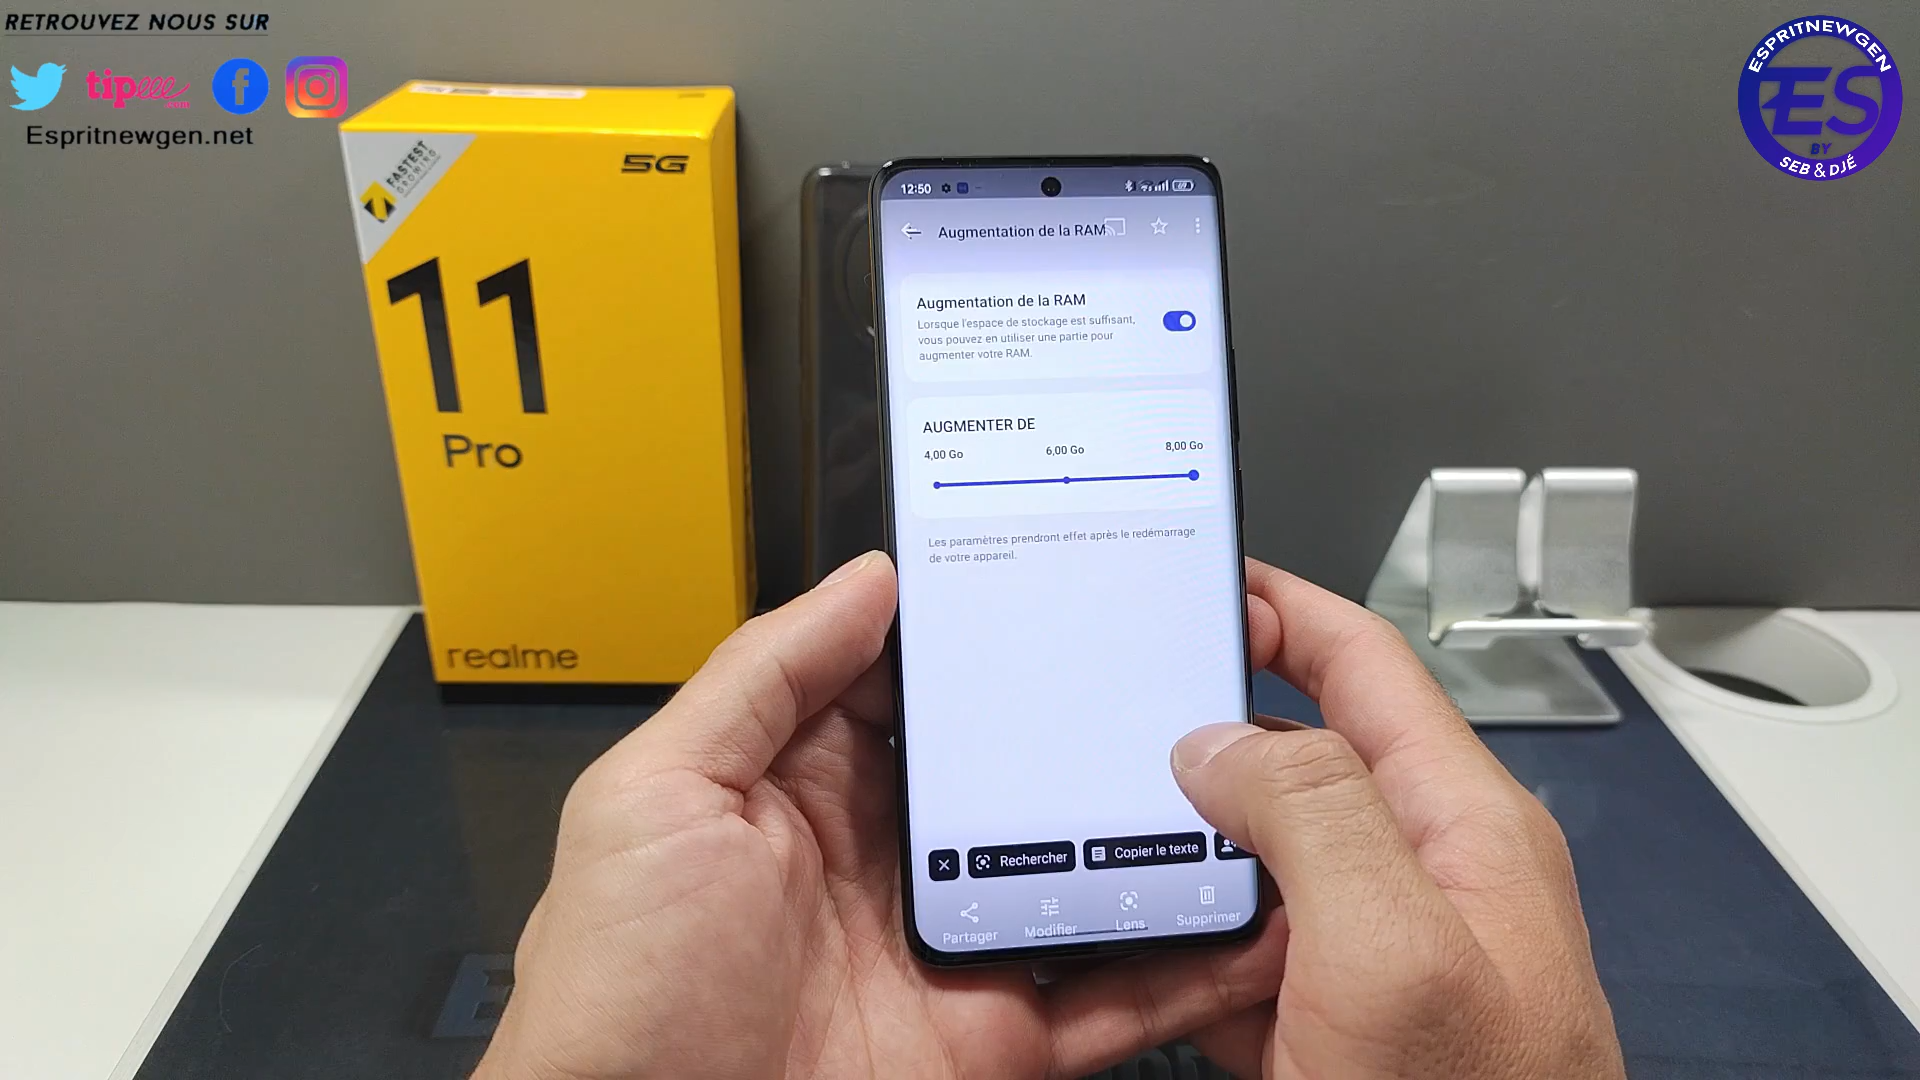 RETROUVEZ NOUS SUR
tipeee
.com
Espritnewgen.net
ESPRITNEWGEN
ES
BY
SEB & DJÉ
FASTEST
GROWING
5G
11
Pro
realme
12:50
69
Augmentation de la RAM
Augmentation de la RAM
Lorsque l'espace de stockage est suffisant,
vous pouvez en utiliser une partie pour
augmenter votre RAM.
AUGMENTER DE
4,00 Go 6,00 Go 8,00 Go
Les paramètres prendront effet après le redémarrage
de votre appareil.
Rechercher Copier le texte
Partager Modifier Lens Supprimer